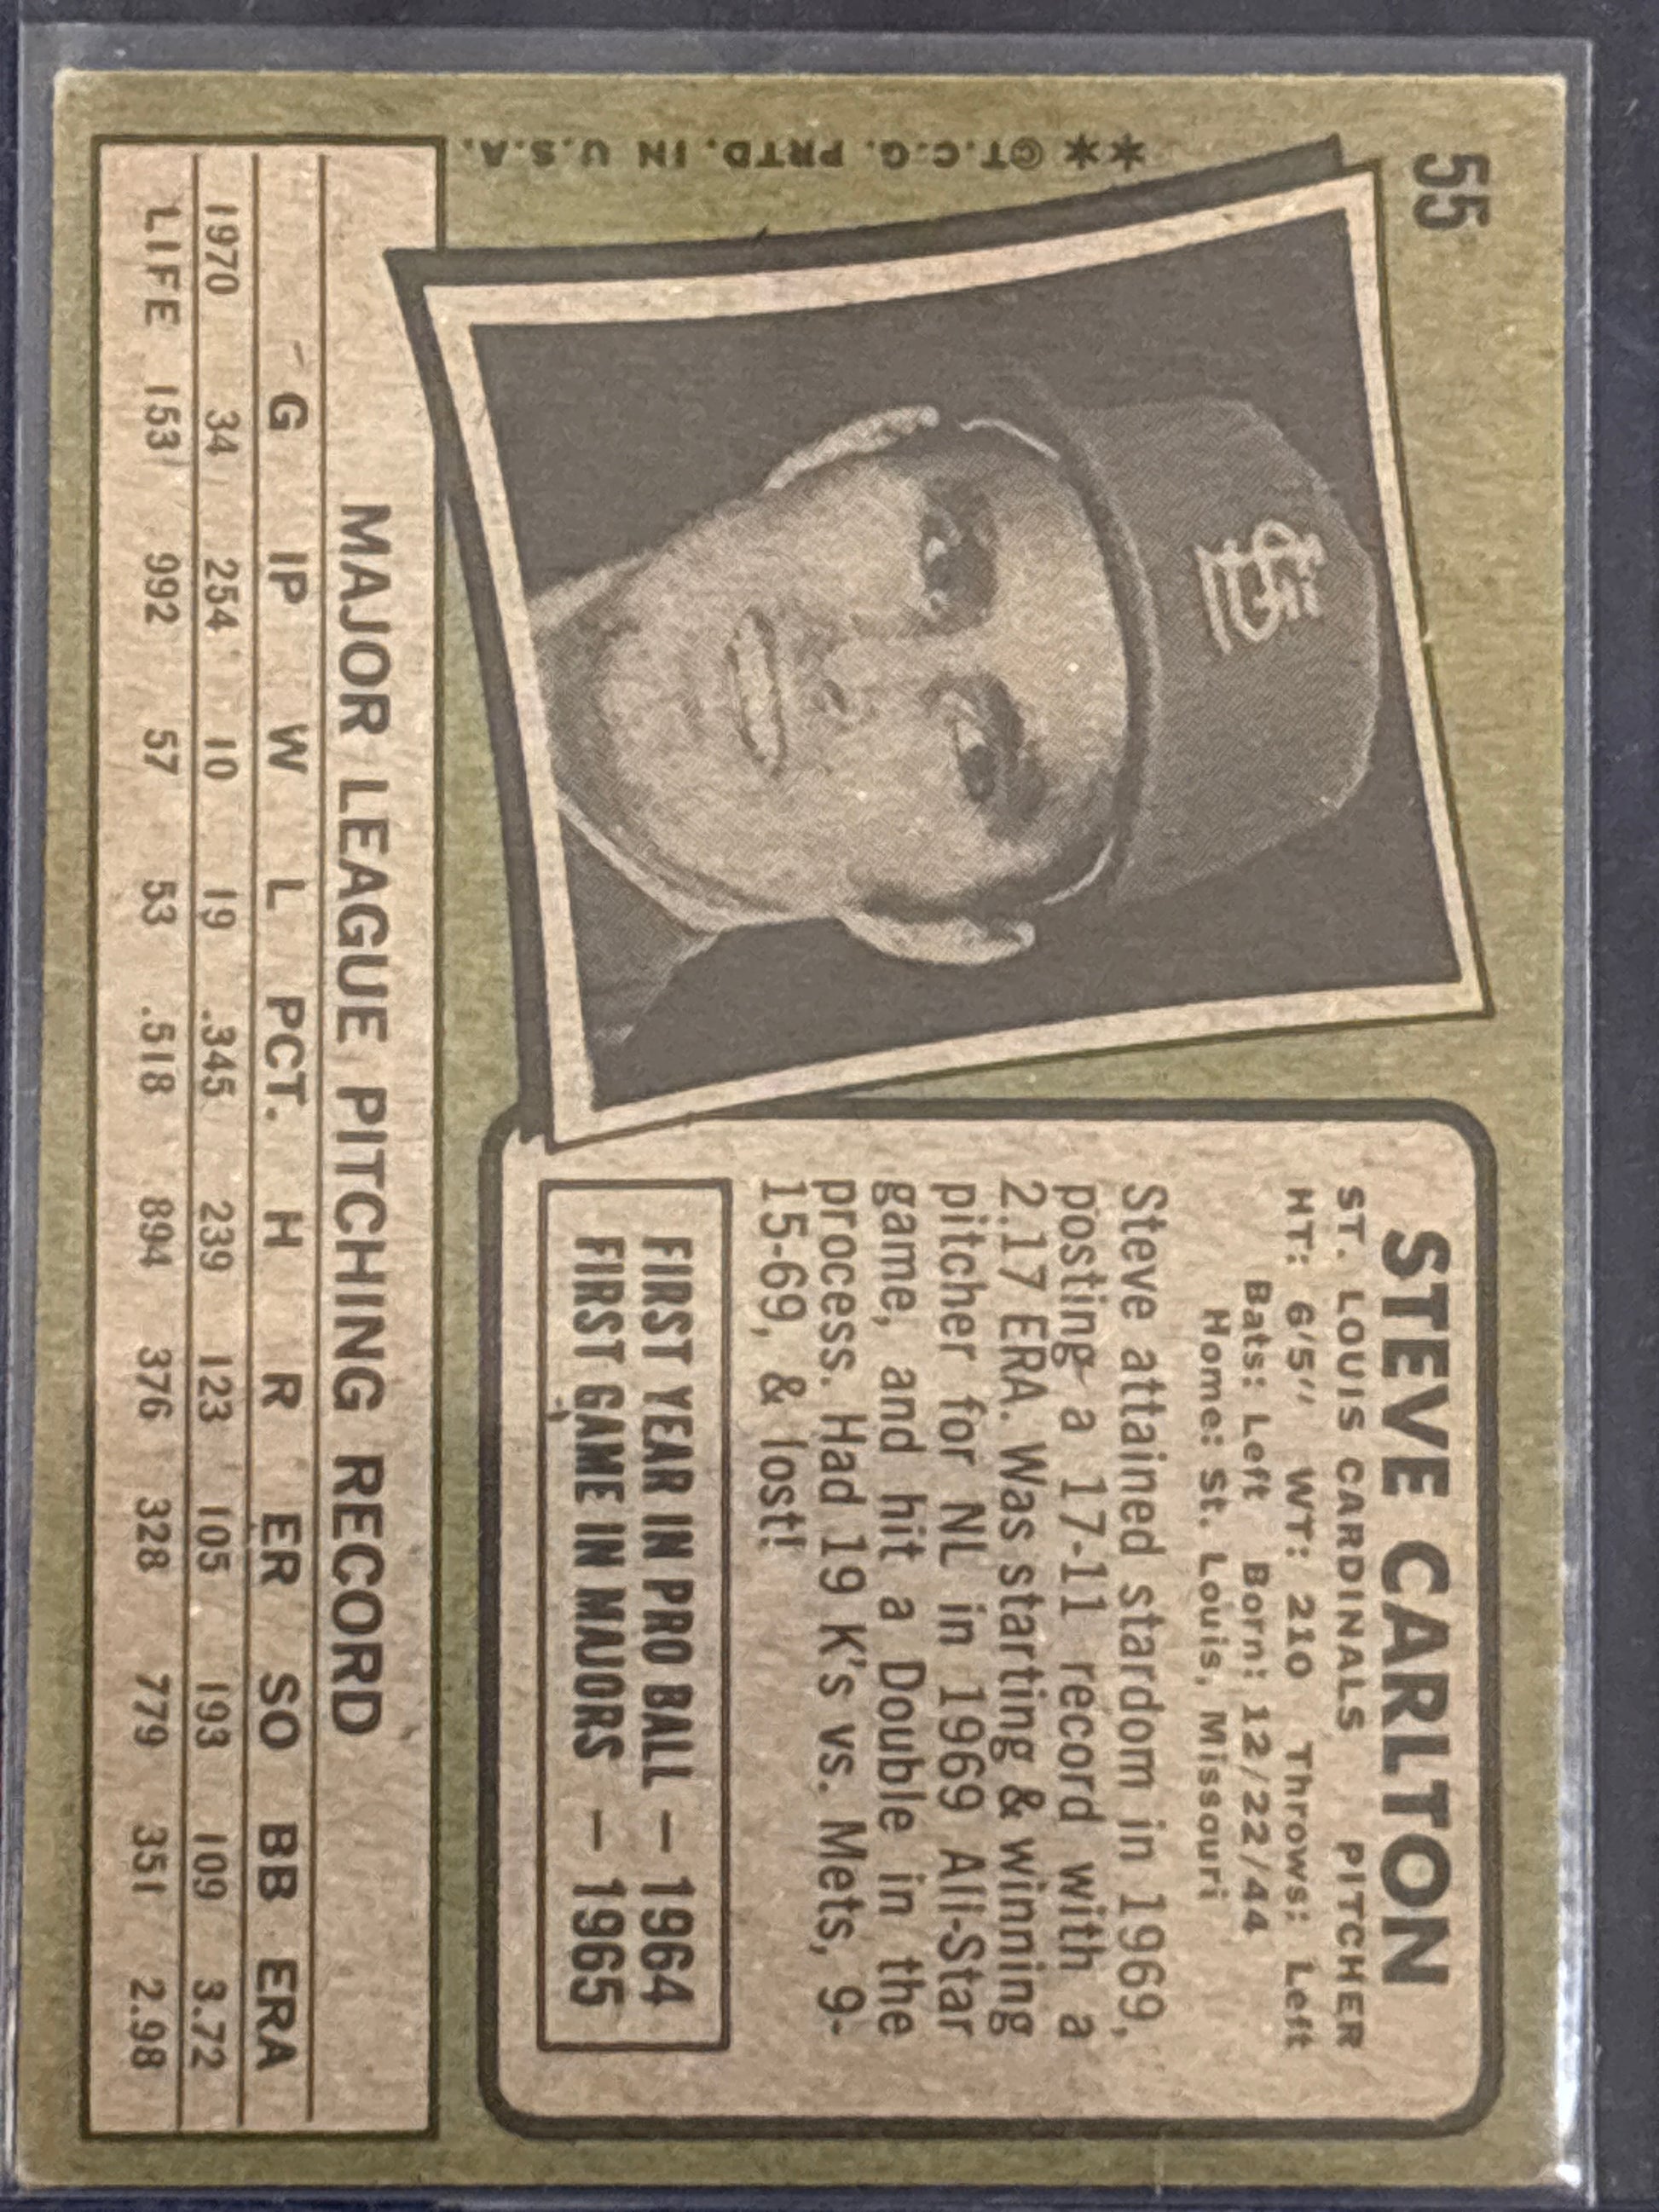 55
STEVE CARLTON
ST. LOUIS CARDINALS PITCHER
HT: 6'5" WT: 210 Throws: Left
Bats: Left Born: 12/22/44
Home: St. Louis, Missouri
Steve attained stardom in 1969,
posting a 17-11 record with a
2.17 ERA. Was starting & winning
pitcher for NL in 1969 All-Star
game, and hit a Double in the
process. Had 19 K's vs. Mets, 9-
15-69, & lost!
FIRST YEAR IN PRO BALL — 1964
FIRST GAME IN MAJORS — 1965
**©T.C.G. PRTD. IN U.S.A.
StL
MAJOR LEAGUE PITCHING RECORD
G IP W L PCT. H R ER SO BB ERA
1970 34 254 10 19 .345 239 123 105 193 109 3.72
LIFE 153 992 57 53 .518 894 376 328 779 351 2.98